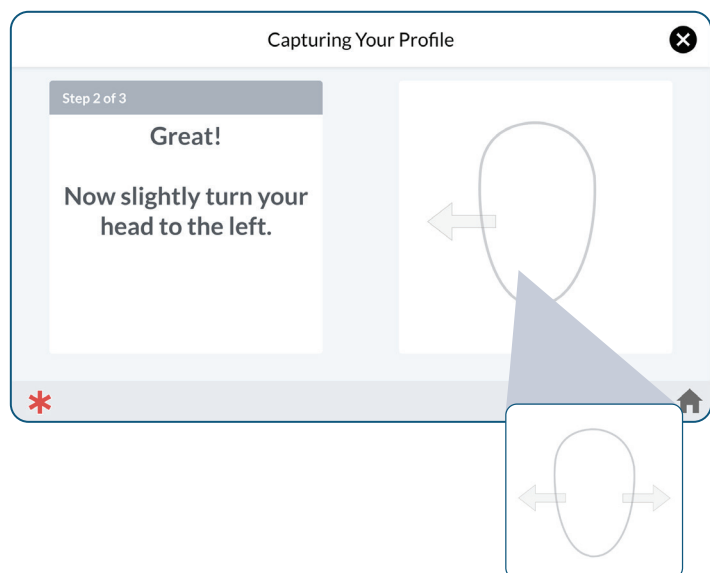 Capturing Your Profile
Step 2 of 3
Great!
Now slightly turn your
head to the left.